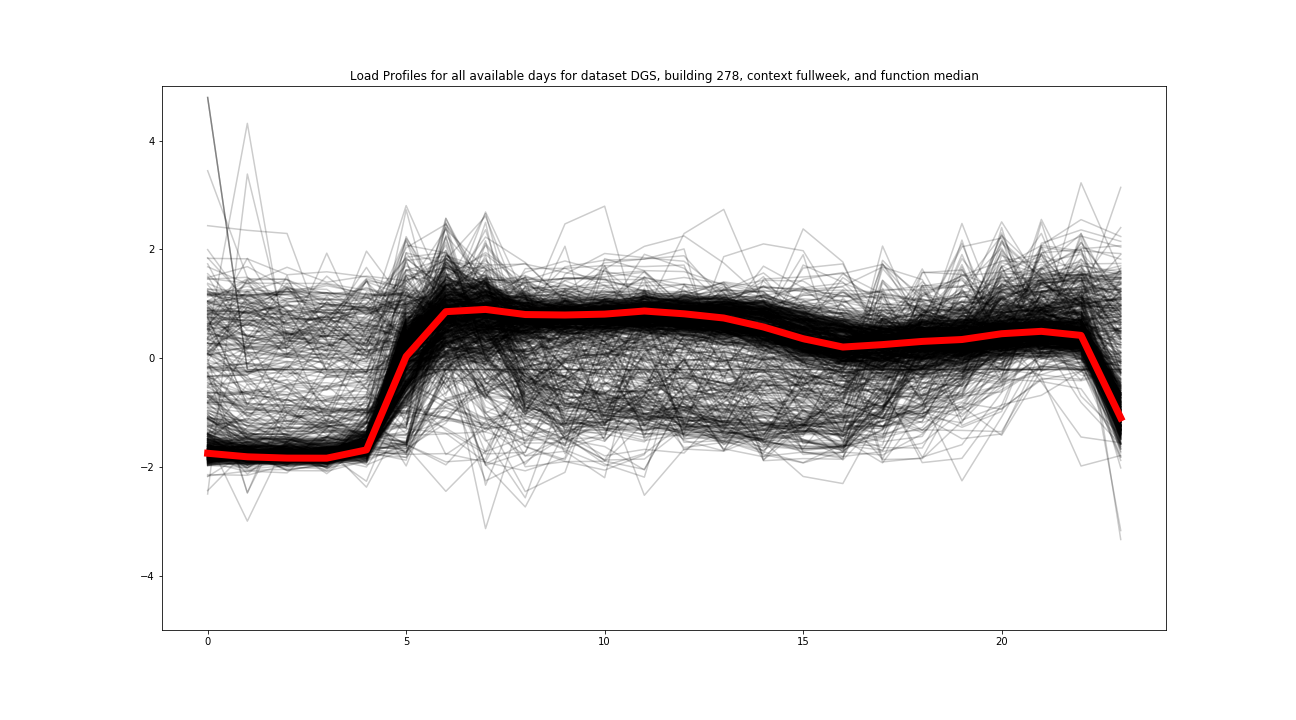 Load Profiles for all available days for dataset DGS, building 278, context fullweek, and function median
4
2
0
−2
−4
0 5 10 15 20